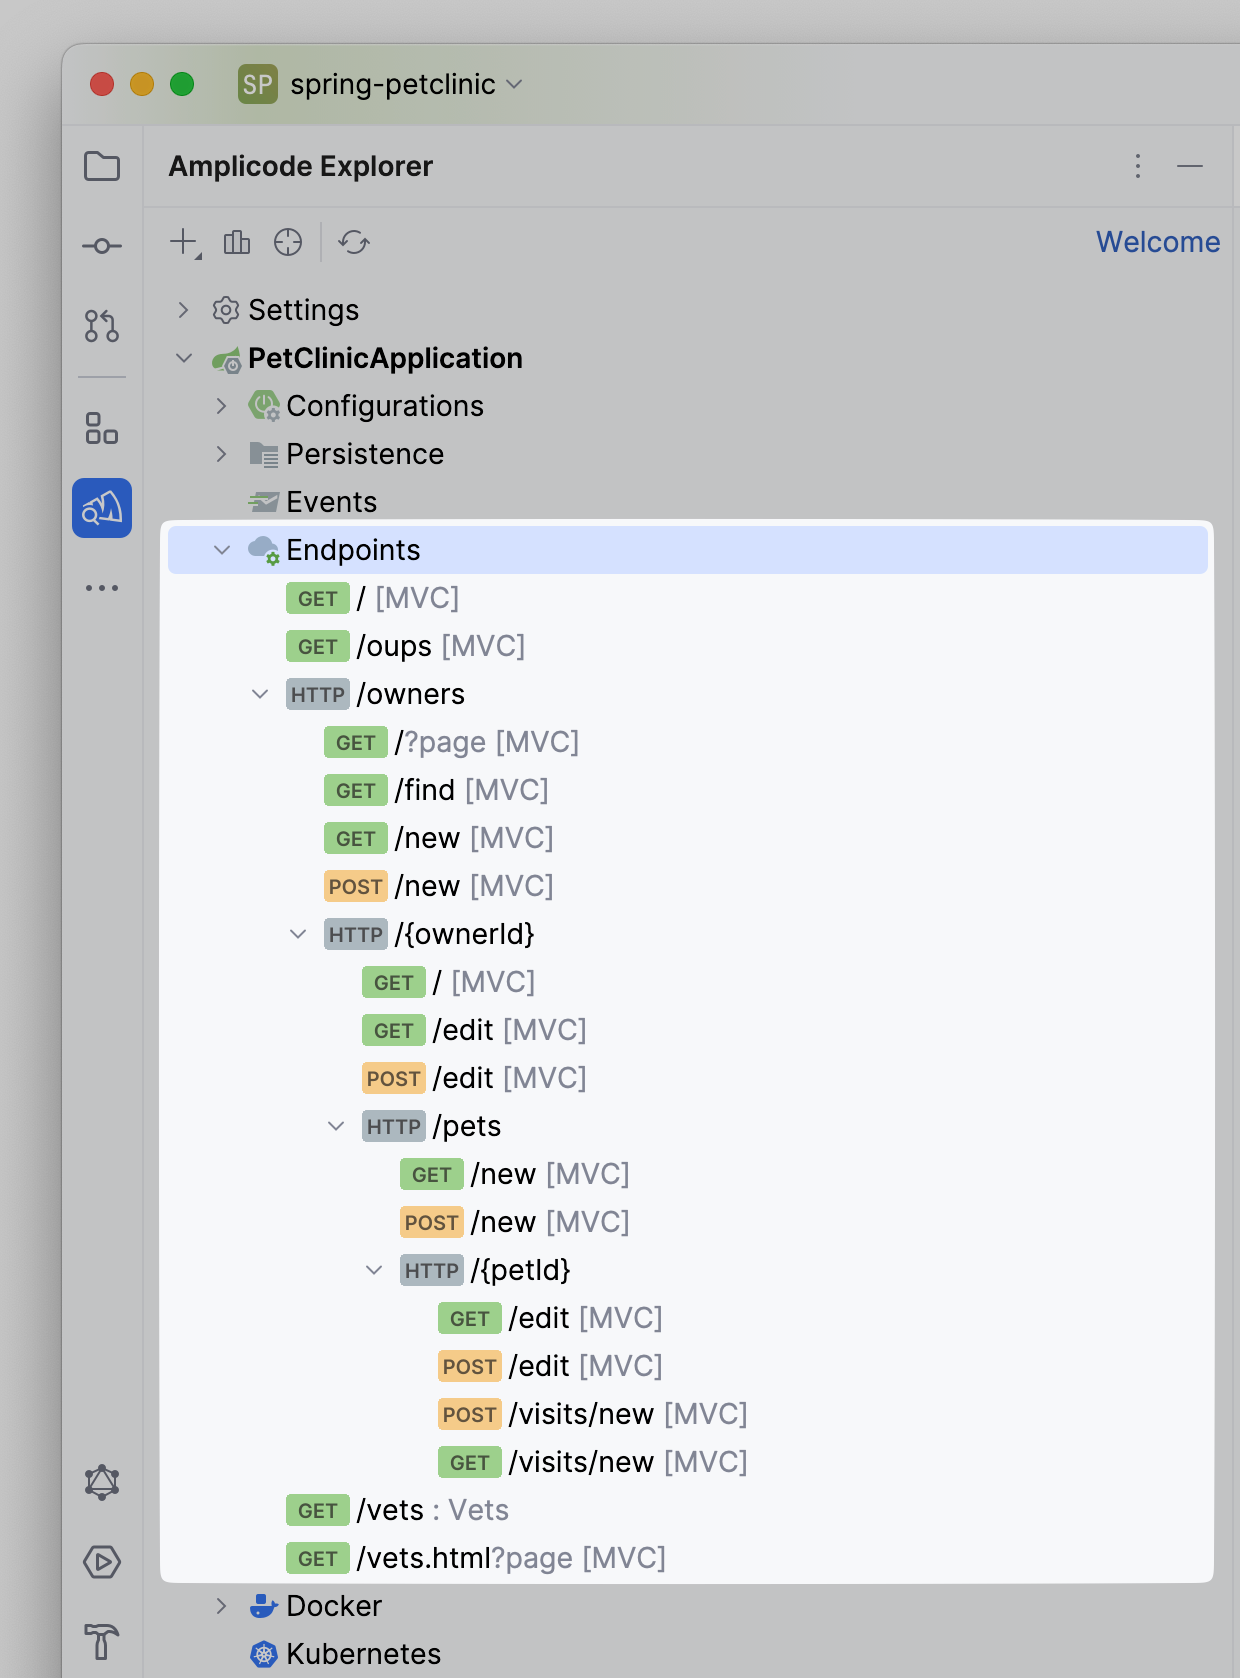 SP spring-petclinic
Amplicode Explorer
Welcome
Settings
PetClinicApplication
Configurations
Persistence
Events
Endpoints
GET / [MVC]
GET /oups [MVC]
HTTP /owners
GET /?page [MVC]
GET /find [MVC]
GET /new [MVC]
POST /new [MVC]
HTTP /{ownerId}
GET / [MVC]
GET /edit [MVC]
POST /edit [MVC]
HTTP /pets
GET /new [MVC]
POST /new [MVC]
HTTP /{petId}
GET /edit [MVC]
POST /edit [MVC]
POST /visits/new [MVC]
GET /visits/new [MVC]
GET /vets : Vets
GET /vets.html?page [MVC]
Docker
Kubernetes